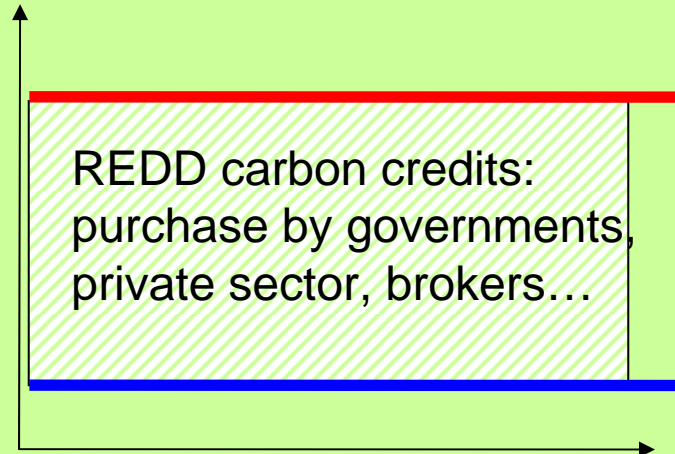 REDD carbon credits:
purchase by governments,
private sector, brokers…